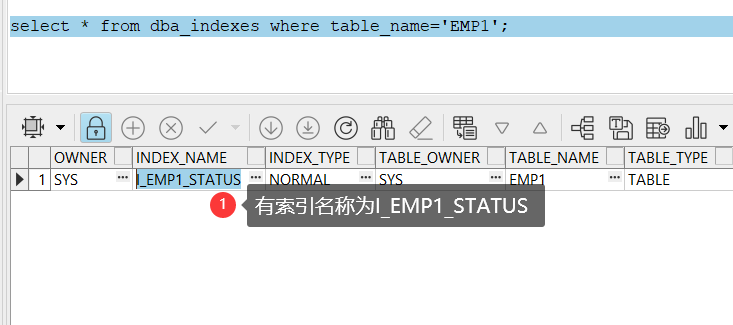 select * from dba_indexes where table_name='EMP1';
OWNER INDEX_NAME INDEX_TYPE TABLE_OWNER TABLE_NAME TABLE_TYPE
1 SYS ... I_EMP1_STATUS ... NORMAL ... SYS ... EMP1 ... TABLE
1 有索引名称为I_EMP1_STATUS